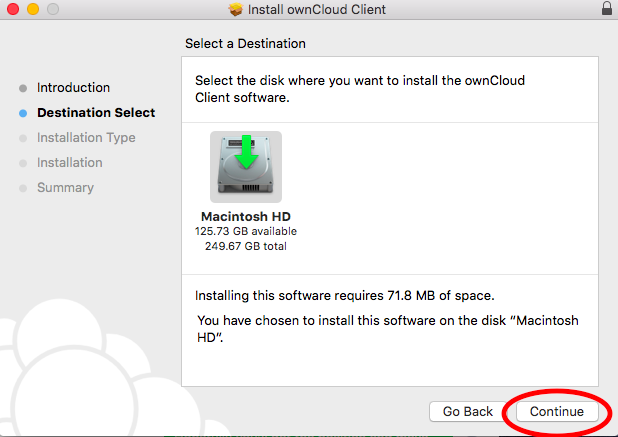 Install ownCloud Client
Select a Destination
Introduction
Destination Select
Installation Type
Installation
Summary
Select the disk where you want to install the ownCloud
Client software.
Macintosh HD
125.73 GB available
249.67 GB total
Installing this software requires 71.8 MB of space.
You have chosen to install this software on the disk “Macintosh
HD”.
Go Back
Continue